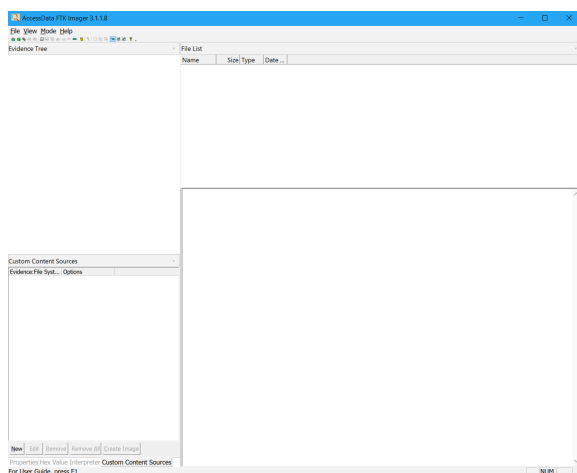 AccessData FTK Imager 3.1.1.8
File View Mode Help
Evidence Tree
File List
Name Size Type Date ...
Custom Content Sources
Evidence:File Syst... Options
New Edit Remove Remove All Create Image
Properties Hex Value Interpreter Custom Content Sources
For User Guide, press F1
NUM